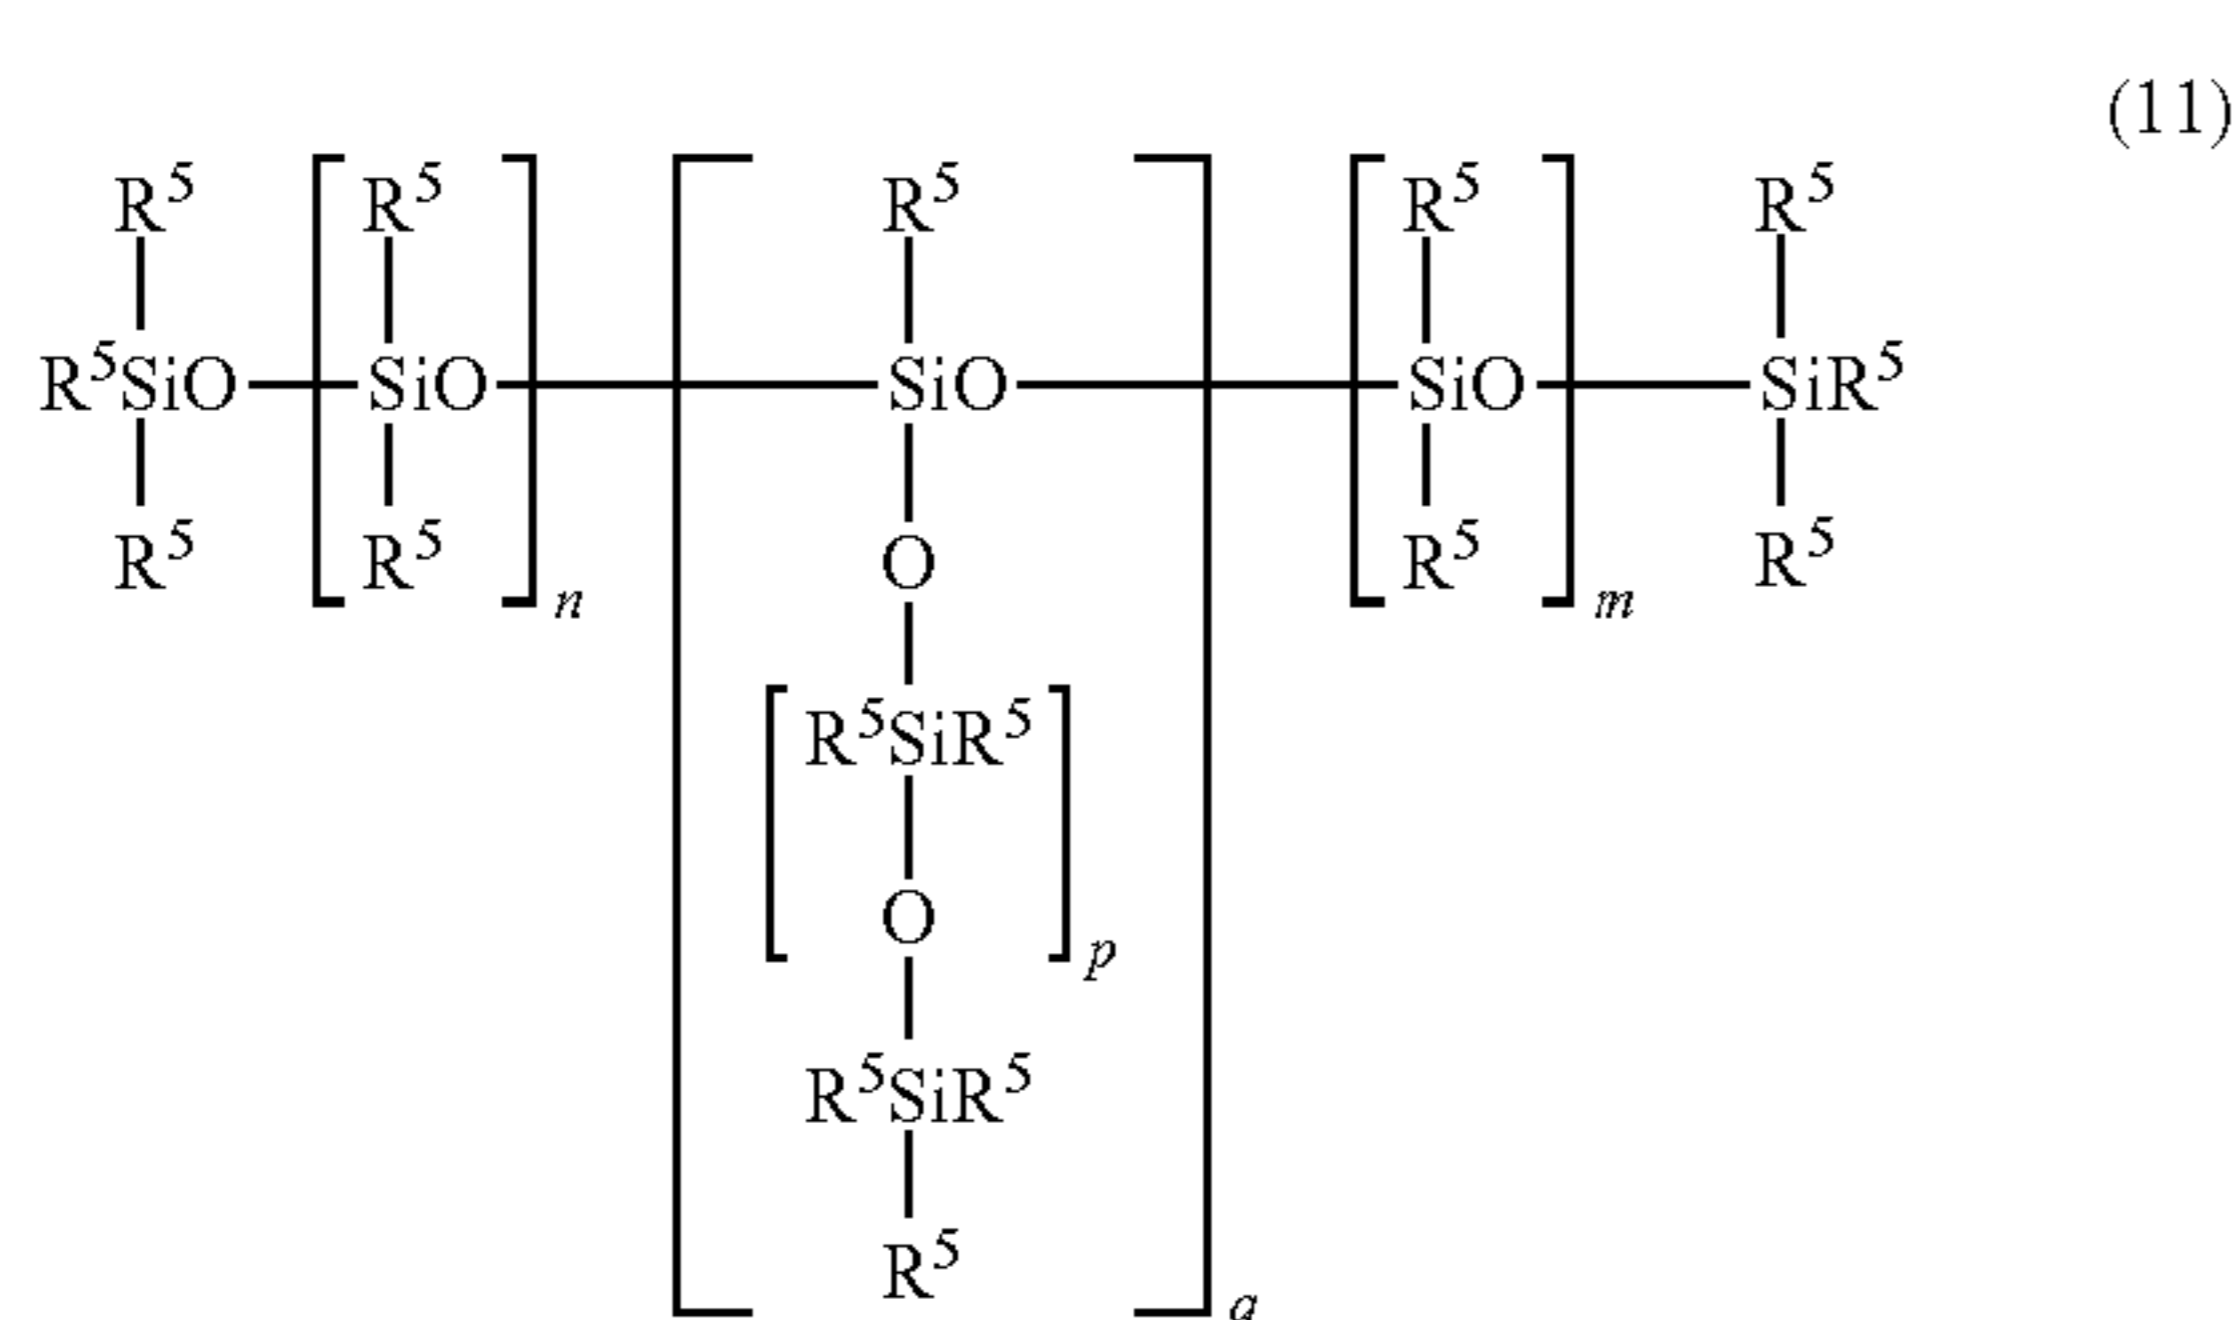 (11)
R⁵ R⁵ R⁵ R⁵ R⁵
R⁵SiO SiO SiO SiO SiR⁵
R⁵ R⁵ O R⁵ R⁵
n m
R⁵SiR⁵
O
p
R⁵SiR⁵
R⁵